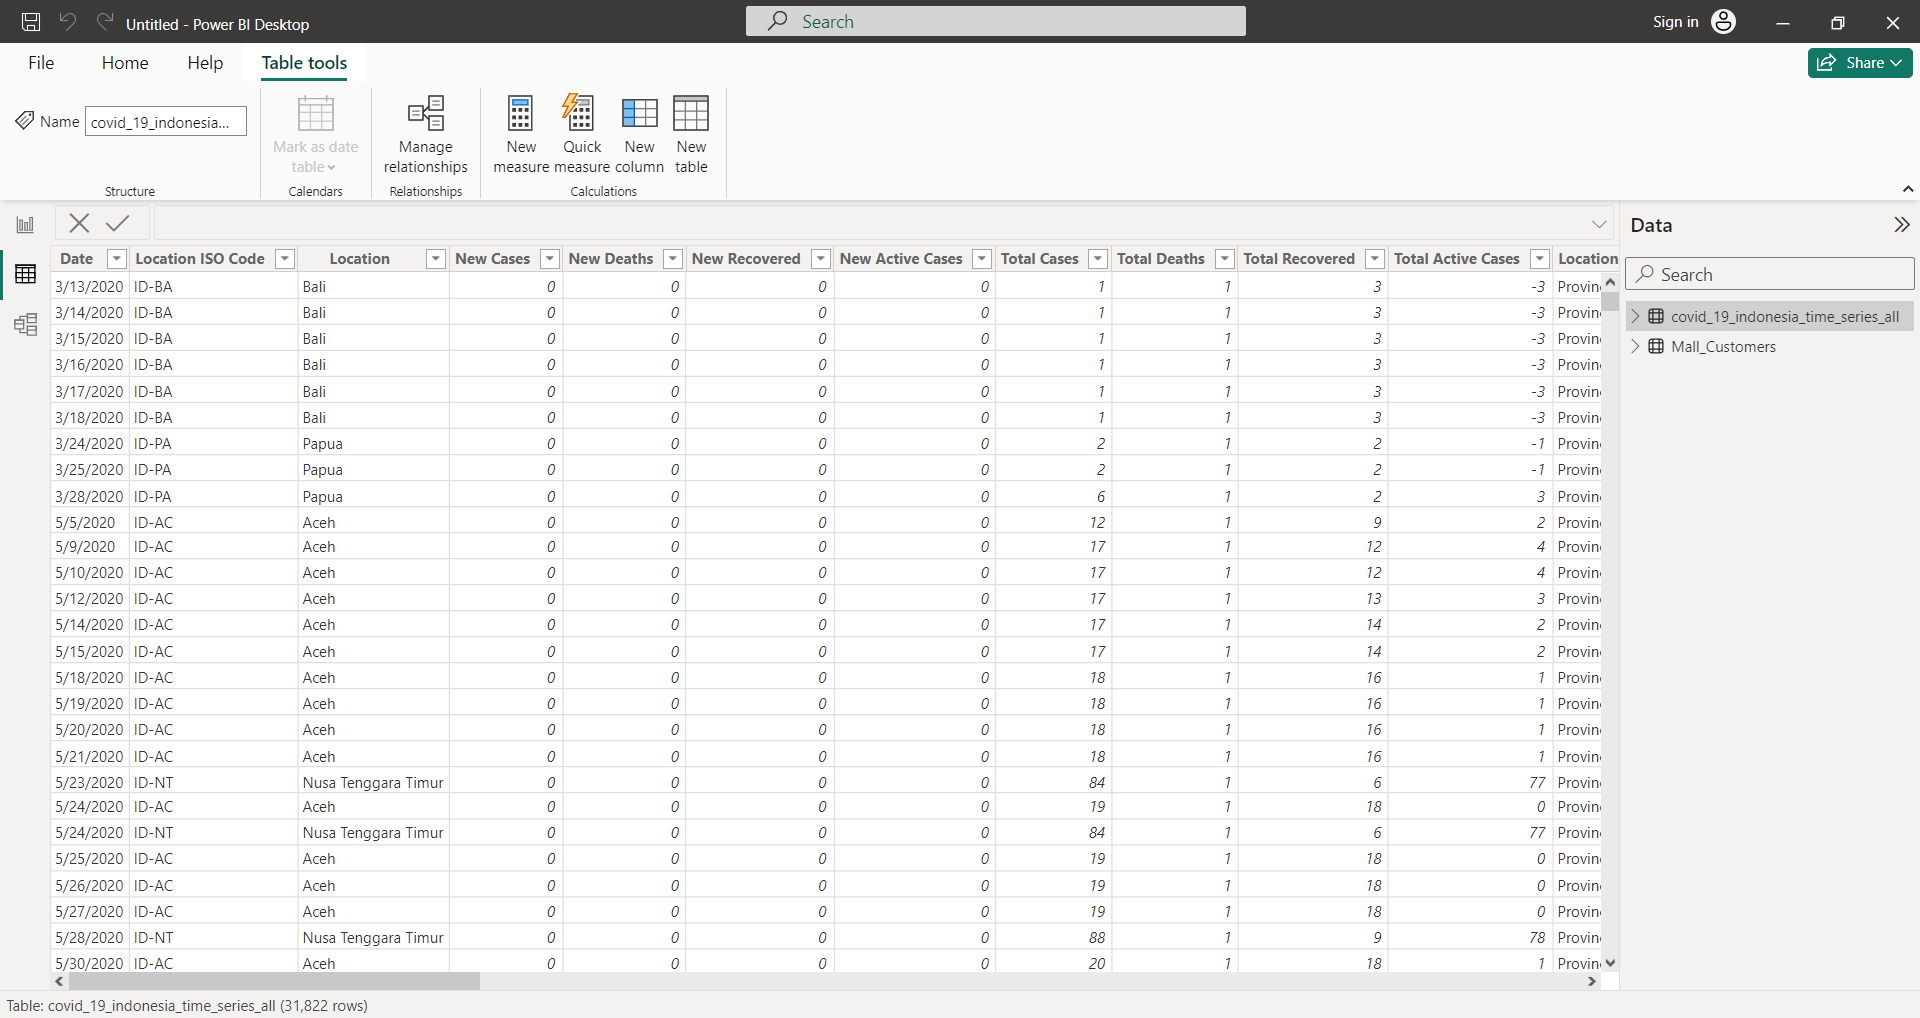 Untitled - Power BI Desktop
Search
Sign in
File Home Help Table tools
Share
Name covid_19_indonesia...
Mark as date table
Manage relationships
New measure
Quick measure
New column
New table
Structure Calendars Relationships Calculations
Data
Search
covid_19_indonesia_time_series_all
Mall_Customers
Date Location ISO Code Location New Cases New Deaths New Recovered New Active Cases Total Cases Total Deaths Total Recovered Total Active Cases Location
3/13/2020 ID-BA Bali 0 0 0 0 1 1 3 -3 Provin
3/14/2020 ID-BA Bali 0 0 0 0 1 1 3 -3 Provin
3/15/2020 ID-BA Bali 0 0 0 0 1 1 3 -3 Provin
3/16/2020 ID-BA Bali 0 0 0 0 1 1 3 -3 Provin
3/17/2020 ID-BA Bali 0 0 0 0 1 1 3 -3 Provin
3/18/2020 ID-BA Bali 0 0 0 0 1 1 3 -3 Provin
3/24/2020 ID-PA Papua 0 0 0 0 2 1 2 -1 Provin
3/25/2020 ID-PA Papua 0 0 0 0 2 1 2 -1 Provin
3/28/2020 ID-PA Papua 0 0 0 0 6 1 2 3 Provin
5/5/2020 ID-AC Aceh 0 0 0 0 12 1 9 2 Provin
5/9/2020 ID-AC Aceh 0 0 0 0 17 1 12 4 Provin
5/10/2020 ID-AC Aceh 0 0 0 0 17 1 12 4 Provin
5/12/2020 ID-AC Aceh 0 0 0 0 17 1 13 3 Provin
5/14/2020 ID-AC Aceh 0 0 0 0 17 1 14 2 Provin
5/15/2020 ID-AC Aceh 0 0 0 0 17 1 14 2 Provin
5/18/2020 ID-AC Aceh 0 0 0 0 18 1 16 1 Provin
5/19/2020 ID-AC Aceh 0 0 0 0 18 1 16 1 Provin
5/20/2020 ID-AC Aceh 0 0 0 0 18 1 16 1 Provin
5/21/2020 ID-AC Aceh 0 0 0 0 18 1 16 1 Provin
5/23/2020 ID-NT Nusa Tenggara Timur 0 0 0 0 84 1 6 77 Provin
5/24/2020 ID-AC Aceh 0 0 0 0 19 1 18 0 Provin
5/24/2020 ID-NT Nusa Tenggara Timur 0 0 0 0 84 1 6 77 Provin
5/25/2020 ID-AC Aceh 0 0 0 0 19 1 18 0 Provin
5/26/2020 ID-AC Aceh 0 0 0 0 19 1 18 0 Provin
5/27/2020 ID-AC Aceh 0 0 0 0 19 1 18 0 Provin
5/28/2020 ID-NT Nusa Tenggara Timur 0 0 0 0 88 1 9 78 Provin
5/30/2020 ID-AC Aceh 0 0 0 0 20 1 18 1 Provin
Table: covid_19_indonesia_time_series_all (31,822 rows)